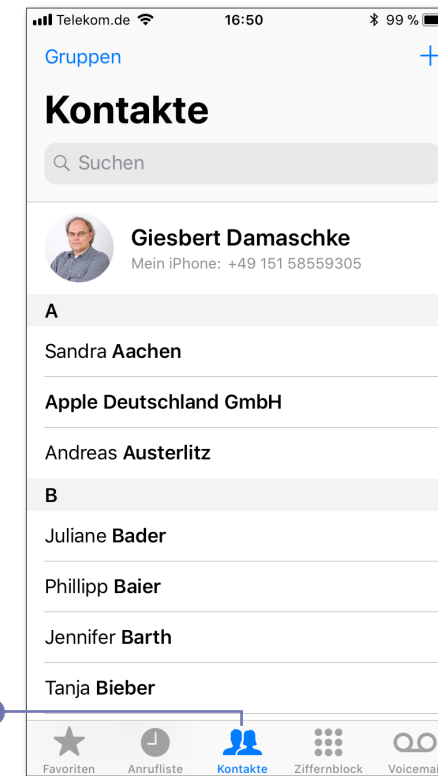 Telekom.de 16:50 99 %
Gruppen +
Kontakte
Suchen
Giesbert Damaschke
Mein iPhone: +49 151 58559305
A
Sandra Aachen
Apple Deutschland GmbH
Andreas Austerlitz
B
Juliane Bader
Phillipp Baier
Jennifer Barth
Tanja Bieber
Favoriten Anrufliste Kontakte Ziffernblock Voicemai